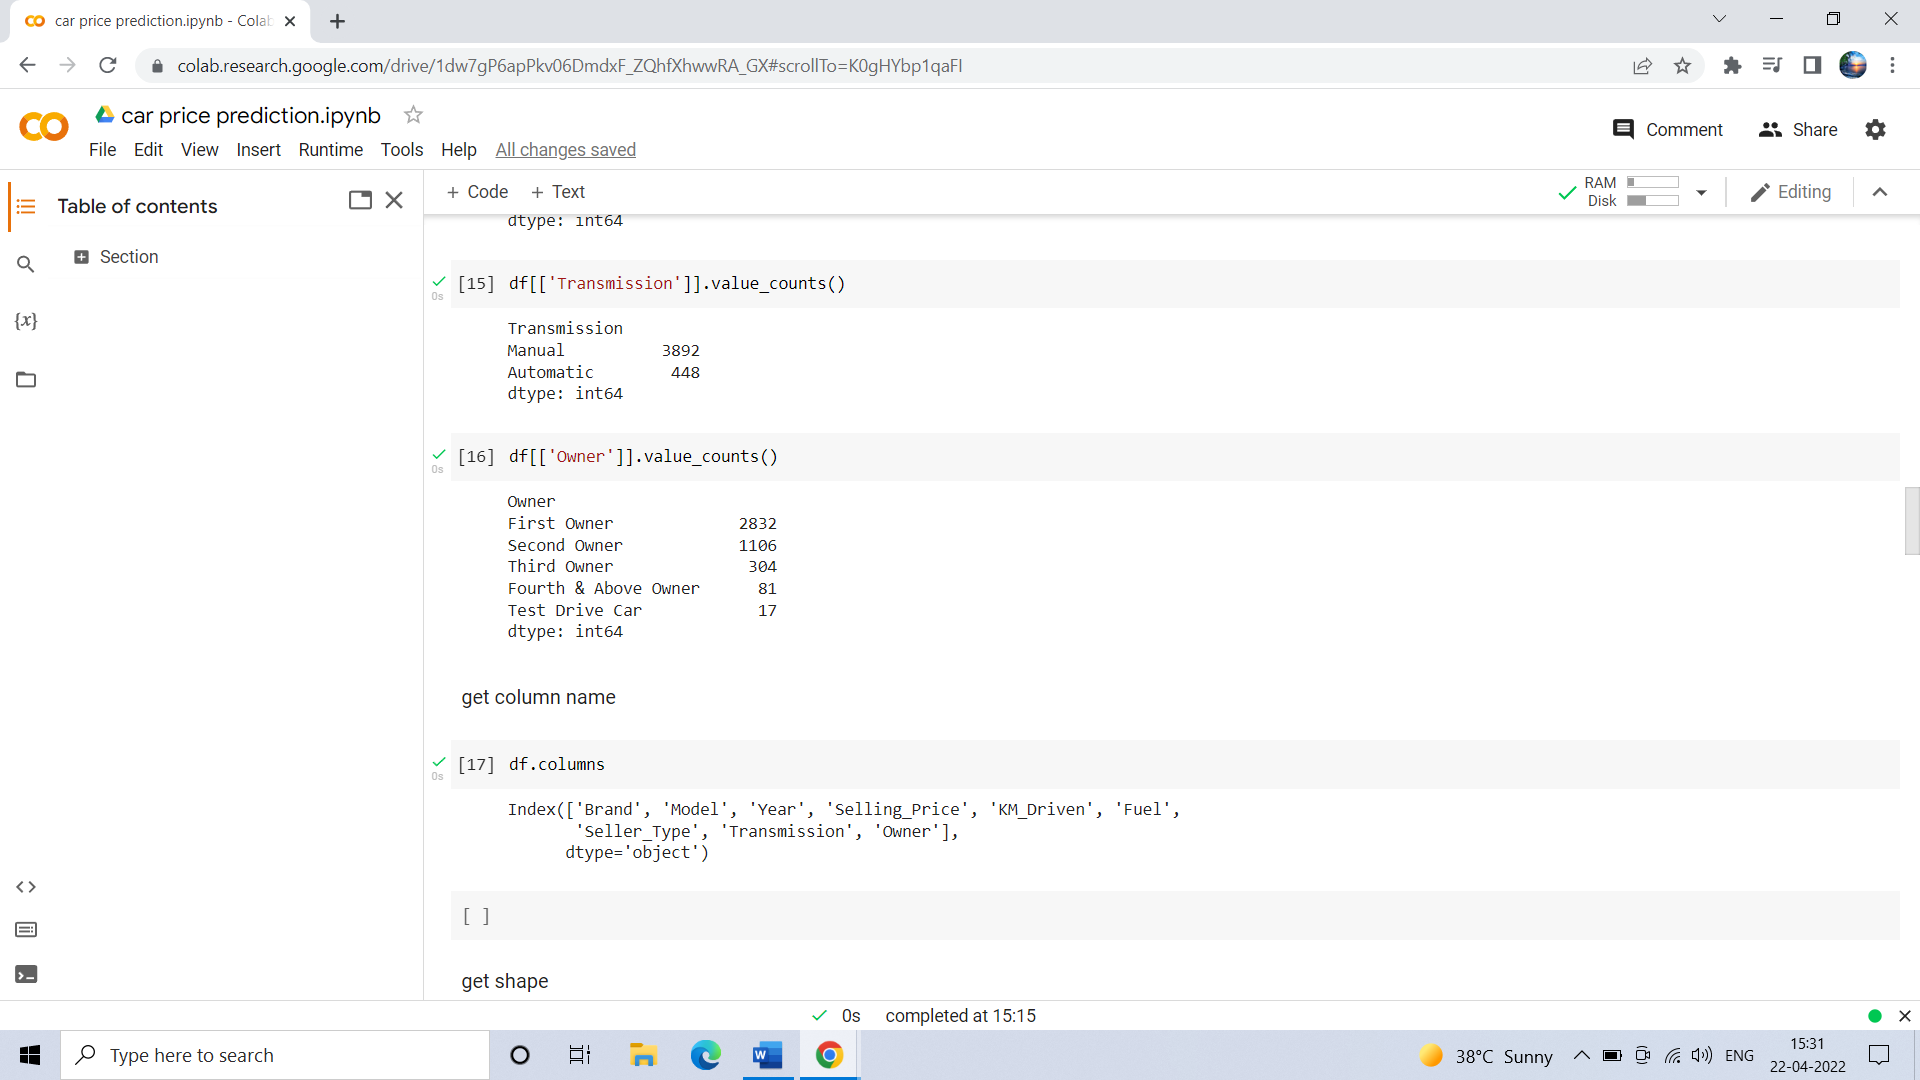 car price prediction.ipynb - Colab
colab.research.google.com/drive/1dw7gP6apPkv06DmdxF_ZQhfXhwwRA_GX#scrollTo=K0gHYbp1qaFI
car price prediction.ipynb
File Edit View Insert Runtime Tools Help All changes saved
Comment Share
Table of contents
Section
+ Code + Text
RAM
Disk
Editing
dtype: int64
[15] df[['Transmission']].value_counts()
0s
Transmission
Manual 3892
Automatic 448
dtype: int64
[16] df[['Owner']].value_counts()
0s
Owner
First Owner 2832
Second Owner 1106
Third Owner 304
Fourth & Above Owner 81
Test Drive Car 17
dtype: int64
get column name
[17] df.columns
0s
Index(['Brand', 'Model', 'Year', 'Selling_Price', 'KM_Driven', 'Fuel',
'Seller_Type', 'Transmission', 'Owner'],
dtype='object')
[ ]
get shape
{x}
0s completed at 15:15
Type here to search
W
38°C Sunny
ENG
15:31
22-04-2022